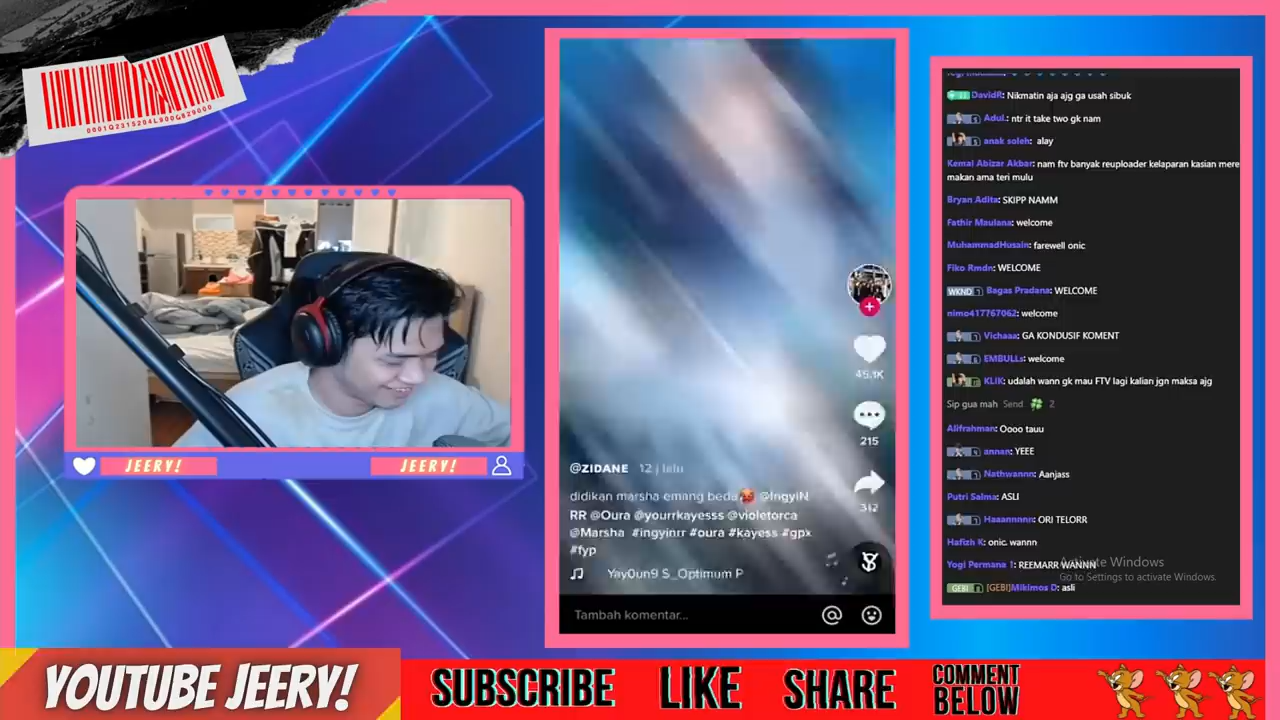 0001Q2315204L900G829000
JEERY!
JEERY!
45.1K
215
312
@ZIDANE 12 j lalu
didikan marsha emang beda🥵 @IngyIN
RR @Oura @yourrkayesss @violetorca
@Marsha #ingyinrr #oura #kayess #gpx
#fyp
Yay0un9 S_Optimum P
Tambah komentar...
DavidR: Nikmatin aja ajg ga usah sibuk
Adul.: ntr it take two gk nam
anak soleh: alay
Kemal Abizar Akbar: nam ftv banyak reuploader kelaparan kasian mere
makan ama teri mulu
Bryan Adita: SKIPP NAMM
Fathir Maulana: welcome
MuhammadHusain: farewell onic
Fiko Rmdn: WELCOME
WKND 1 Bagas Pradana: WELCOME
nimo417767062: welcome
Vichaaa: GA KONDUSIF KOMENT
EMBULLs: welcome
KLIK: udalah wann gk mau FTV lagi kalian jgn maksa ajg
Sip gua mah Send 🍀 2
Alifrahman: Oooo tauu
annan: YEEE
Nathwannn: Aanjass
Putri Salma: ASLI
Haaannnnn: ORI TELORR
Hafizh K: onic. wannn
Yogi Permana 1: REEMARR WANNN
Activate Windows
Go to Settings to activate Windows.
GEBI 8 [GEBI]Mikimos D: asli
YOUTUBE JEERY!
SUBSCRIBE LIKE SHARE
COMMENT
BELOW